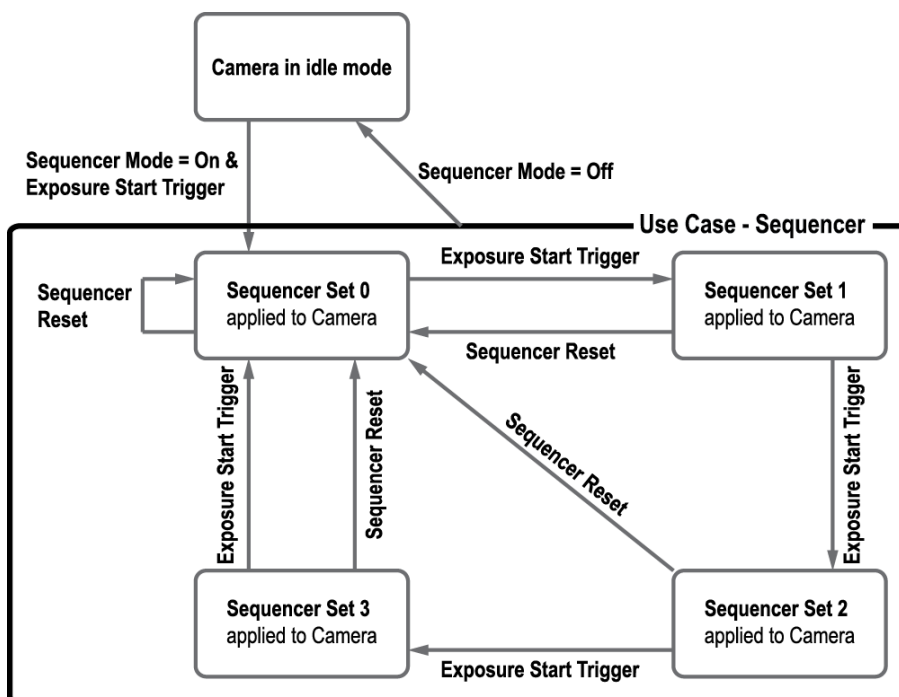 Camera in idle mode
Sequencer Mode = On &
Exposure Start Trigger
Sequencer Mode = Off
Use Case - Sequencer
Exposure Start Trigger
Sequencer
Reset
Sequencer Set 0
applied to Camera
Sequencer Set 1
applied to Camera
Sequencer Reset
Exposure Start Trigger
Sequencer Reset
Sequencer Reset
Exposure Start Trigger
Sequencer Set 3
applied to Camera
Sequencer Set 2
applied to Camera
Exposure Start Trigger